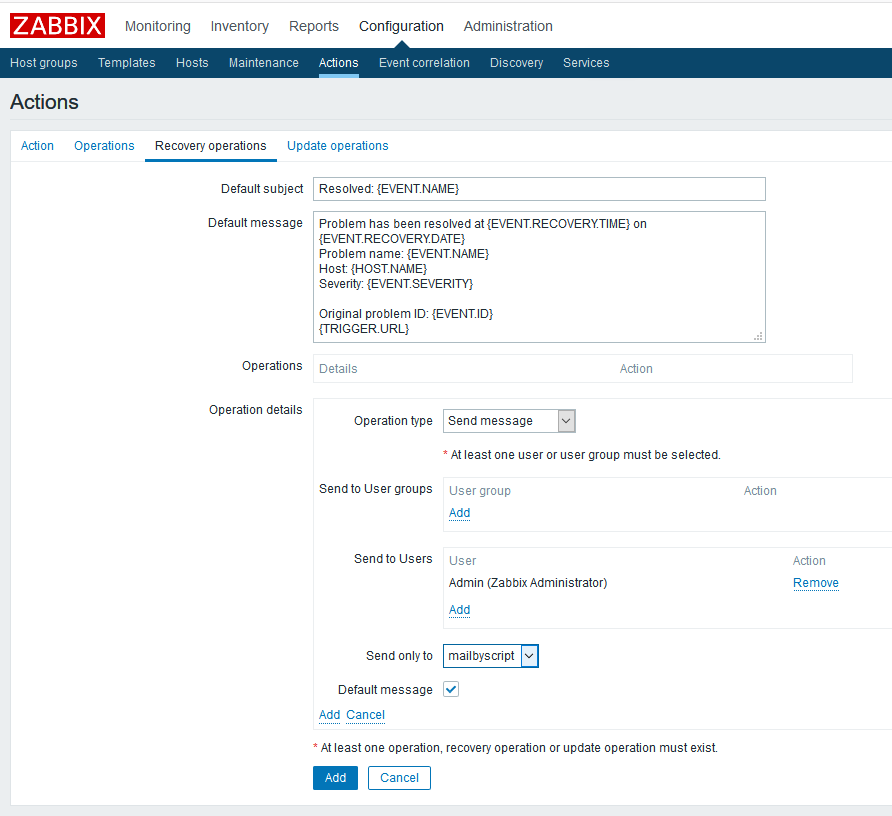 ZABBIX Monitoring Inventory Reports Configuration Administration
Host groups Templates Hosts Maintenance Actions Event correlation Discovery Services
Actions
Action Operations Recovery operations Update operations
Default subject Resolved: {EVENT.NAME}
Default message Problem has been resolved at {EVENT.RECOVERY.TIME} on
{EVENT.RECOVERY.DATE}
Problem name: {EVENT.NAME}
Host: {HOST.NAME}
Severity: {EVENT.SEVERITY}
Original problem ID: {EVENT.ID}
{TRIGGER.URL}
Operations Details Action
Operation details
Operation type Send message
* At least one user or user group must be selected.
Send to User groups User group Action
Add
Send to Users User Action
Admin (Zabbix Administrator) Remove
Add
Send only to mailbyscript
Default message
Add Cancel
* At least one operation, recovery operation or update operation must exist.
Add Cancel